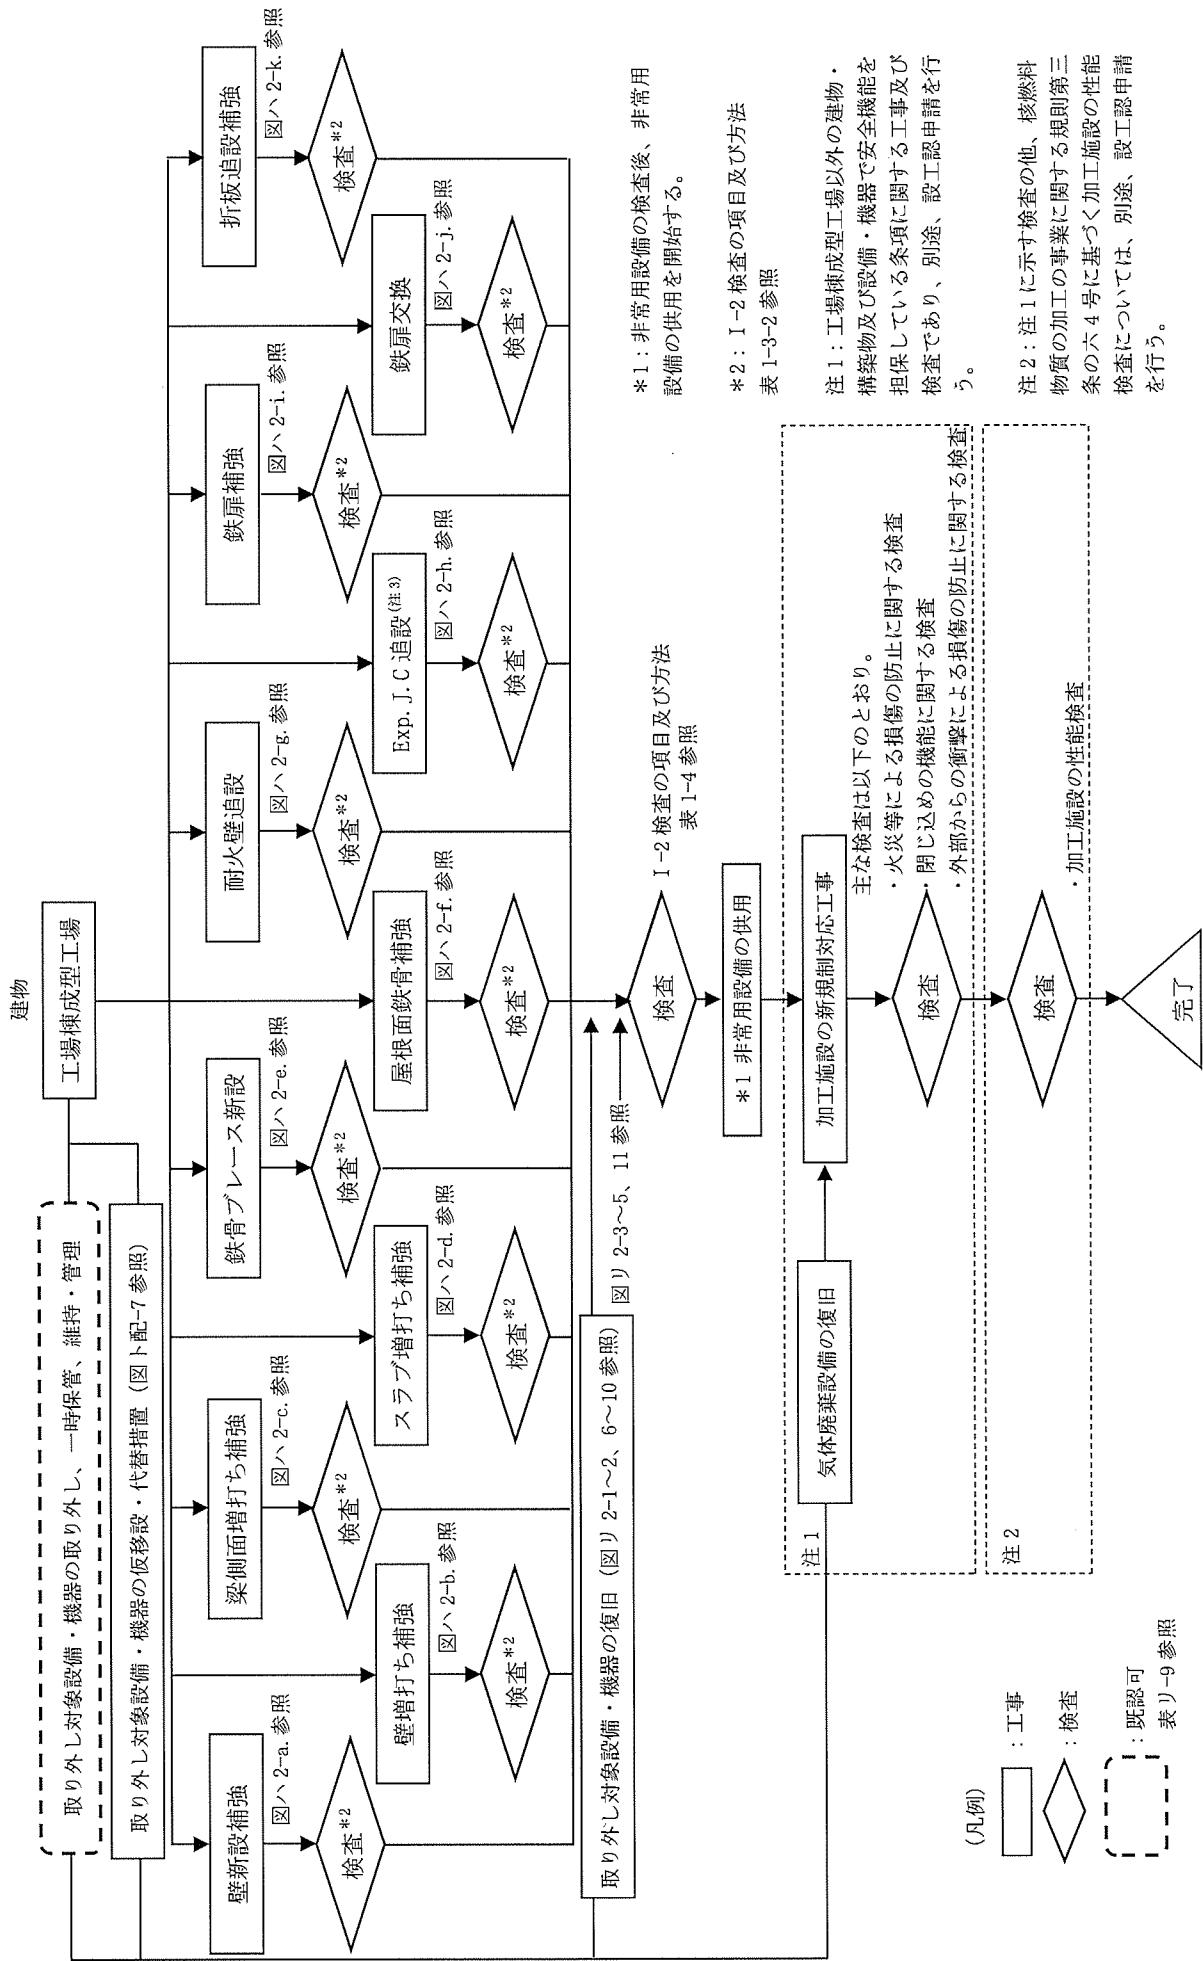 建物
工場棟成型工場
取り外し対象設備・機器の取り外し、一時保管、維持・管理
取り外し対象設備・機器の仮移設・代替措置（図ト配-7 参照）
壁新設補強
図ハ 2-a. 参照
検査*2
壁増打ち補強
図ハ 2-b. 参照
検査*2
梁側面増打ち補強
図ハ 2-c. 参照
検査*2
スラブ増打ち補強
図ハ 2-d. 参照
検査*2
鉄骨ブレース新設
図ハ 2-e. 参照
検査*2
屋根面鉄骨補強
図ハ 2-f. 参照
検査*2
耐火壁追設
図ハ 2-g. 参照
検査*2
Exp. J. C 追設(注3)
図ハ 2-h. 参照
検査*2
鉄扉補強
図ハ 2-i. 参照
検査*2
鉄扉交換
図ハ 2-j. 参照
検査*2
折板追設補強
図ハ 2-k. 参照
検査*2
取り外し対象設備・機器の復旧（図リ 2-1～2、6～10 参照）
図リ 2-3～5、11 参照
検査
I-2 検査の項目及び方法
表 1-4 参照
*1 非常用設備の供用
注 1
気体廃棄設備の復旧
加工施設の新規制対応工事
主な検査は以下のとおり。
・火災等による損傷の防止に関する検査
・閉じ込めの機能に関する検査
・外部からの衝撃による損傷の防止に関する検査
検査
注 2
検査
・加工施設の性能検査
完了
*1：非常用設備の検査後、非常用
設備の供用を開始する。
*2：I-2 検査の項目及び方法
表 1-3-2 参照
注 1：工場棟成型工場以外の建物・
構築物及び設備・機器で安全機能を
担保している条項に関する工事及び
検査であり、別途、設工認申請を行
う。
注 2：注 1 に示す検査の他、核燃料
物質の加工の事業に関する規則第三
条の六 4 号に基づく加工施設の性能
検査については、別途、設工認申請
を行う。
(凡例)
：工事
：検査
：既認可
表リ-9 参照